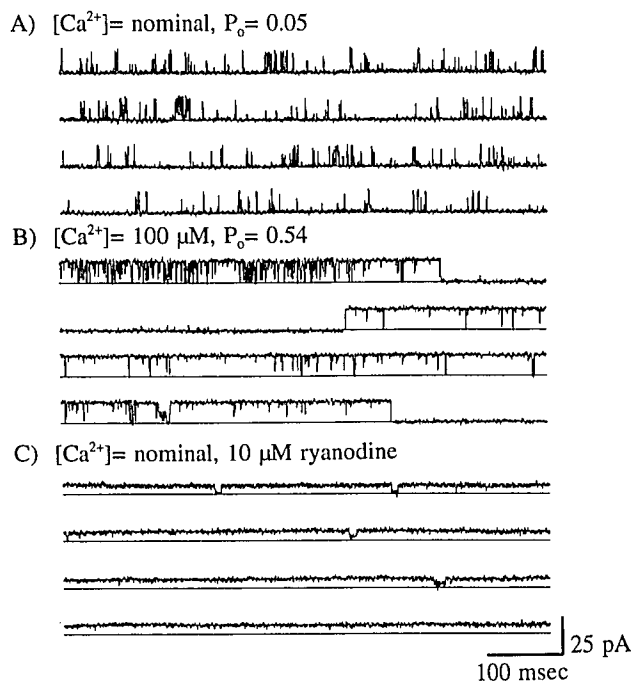 A) [Ca²⁺]= nominal, Pₒ= 0.05
B) [Ca²⁺]= 100 µM, Pₒ= 0.54
C) [Ca²⁺]= nominal, 10 µM ryanodine
25 pA
100 msec